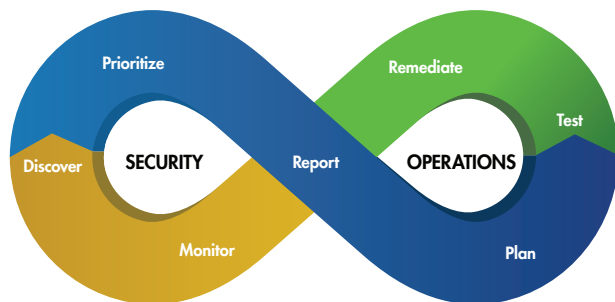 Prioritize
Remediate
Test
Discover
SECURITY
Report
OPERATIONS
Monitor
Plan